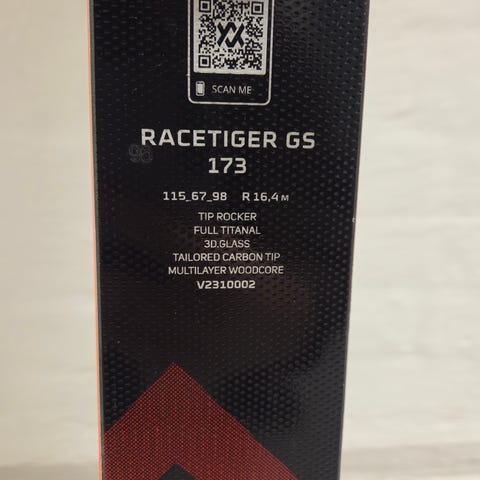 SCAN ME
RACETIGER GS
96
173
115_67_98 R 16,4 M
TIP ROCKER
FULL TITANAL
3D.GLASS
TAILORED CARBON TIP
MULTILAYER WOODCORE
V2310002